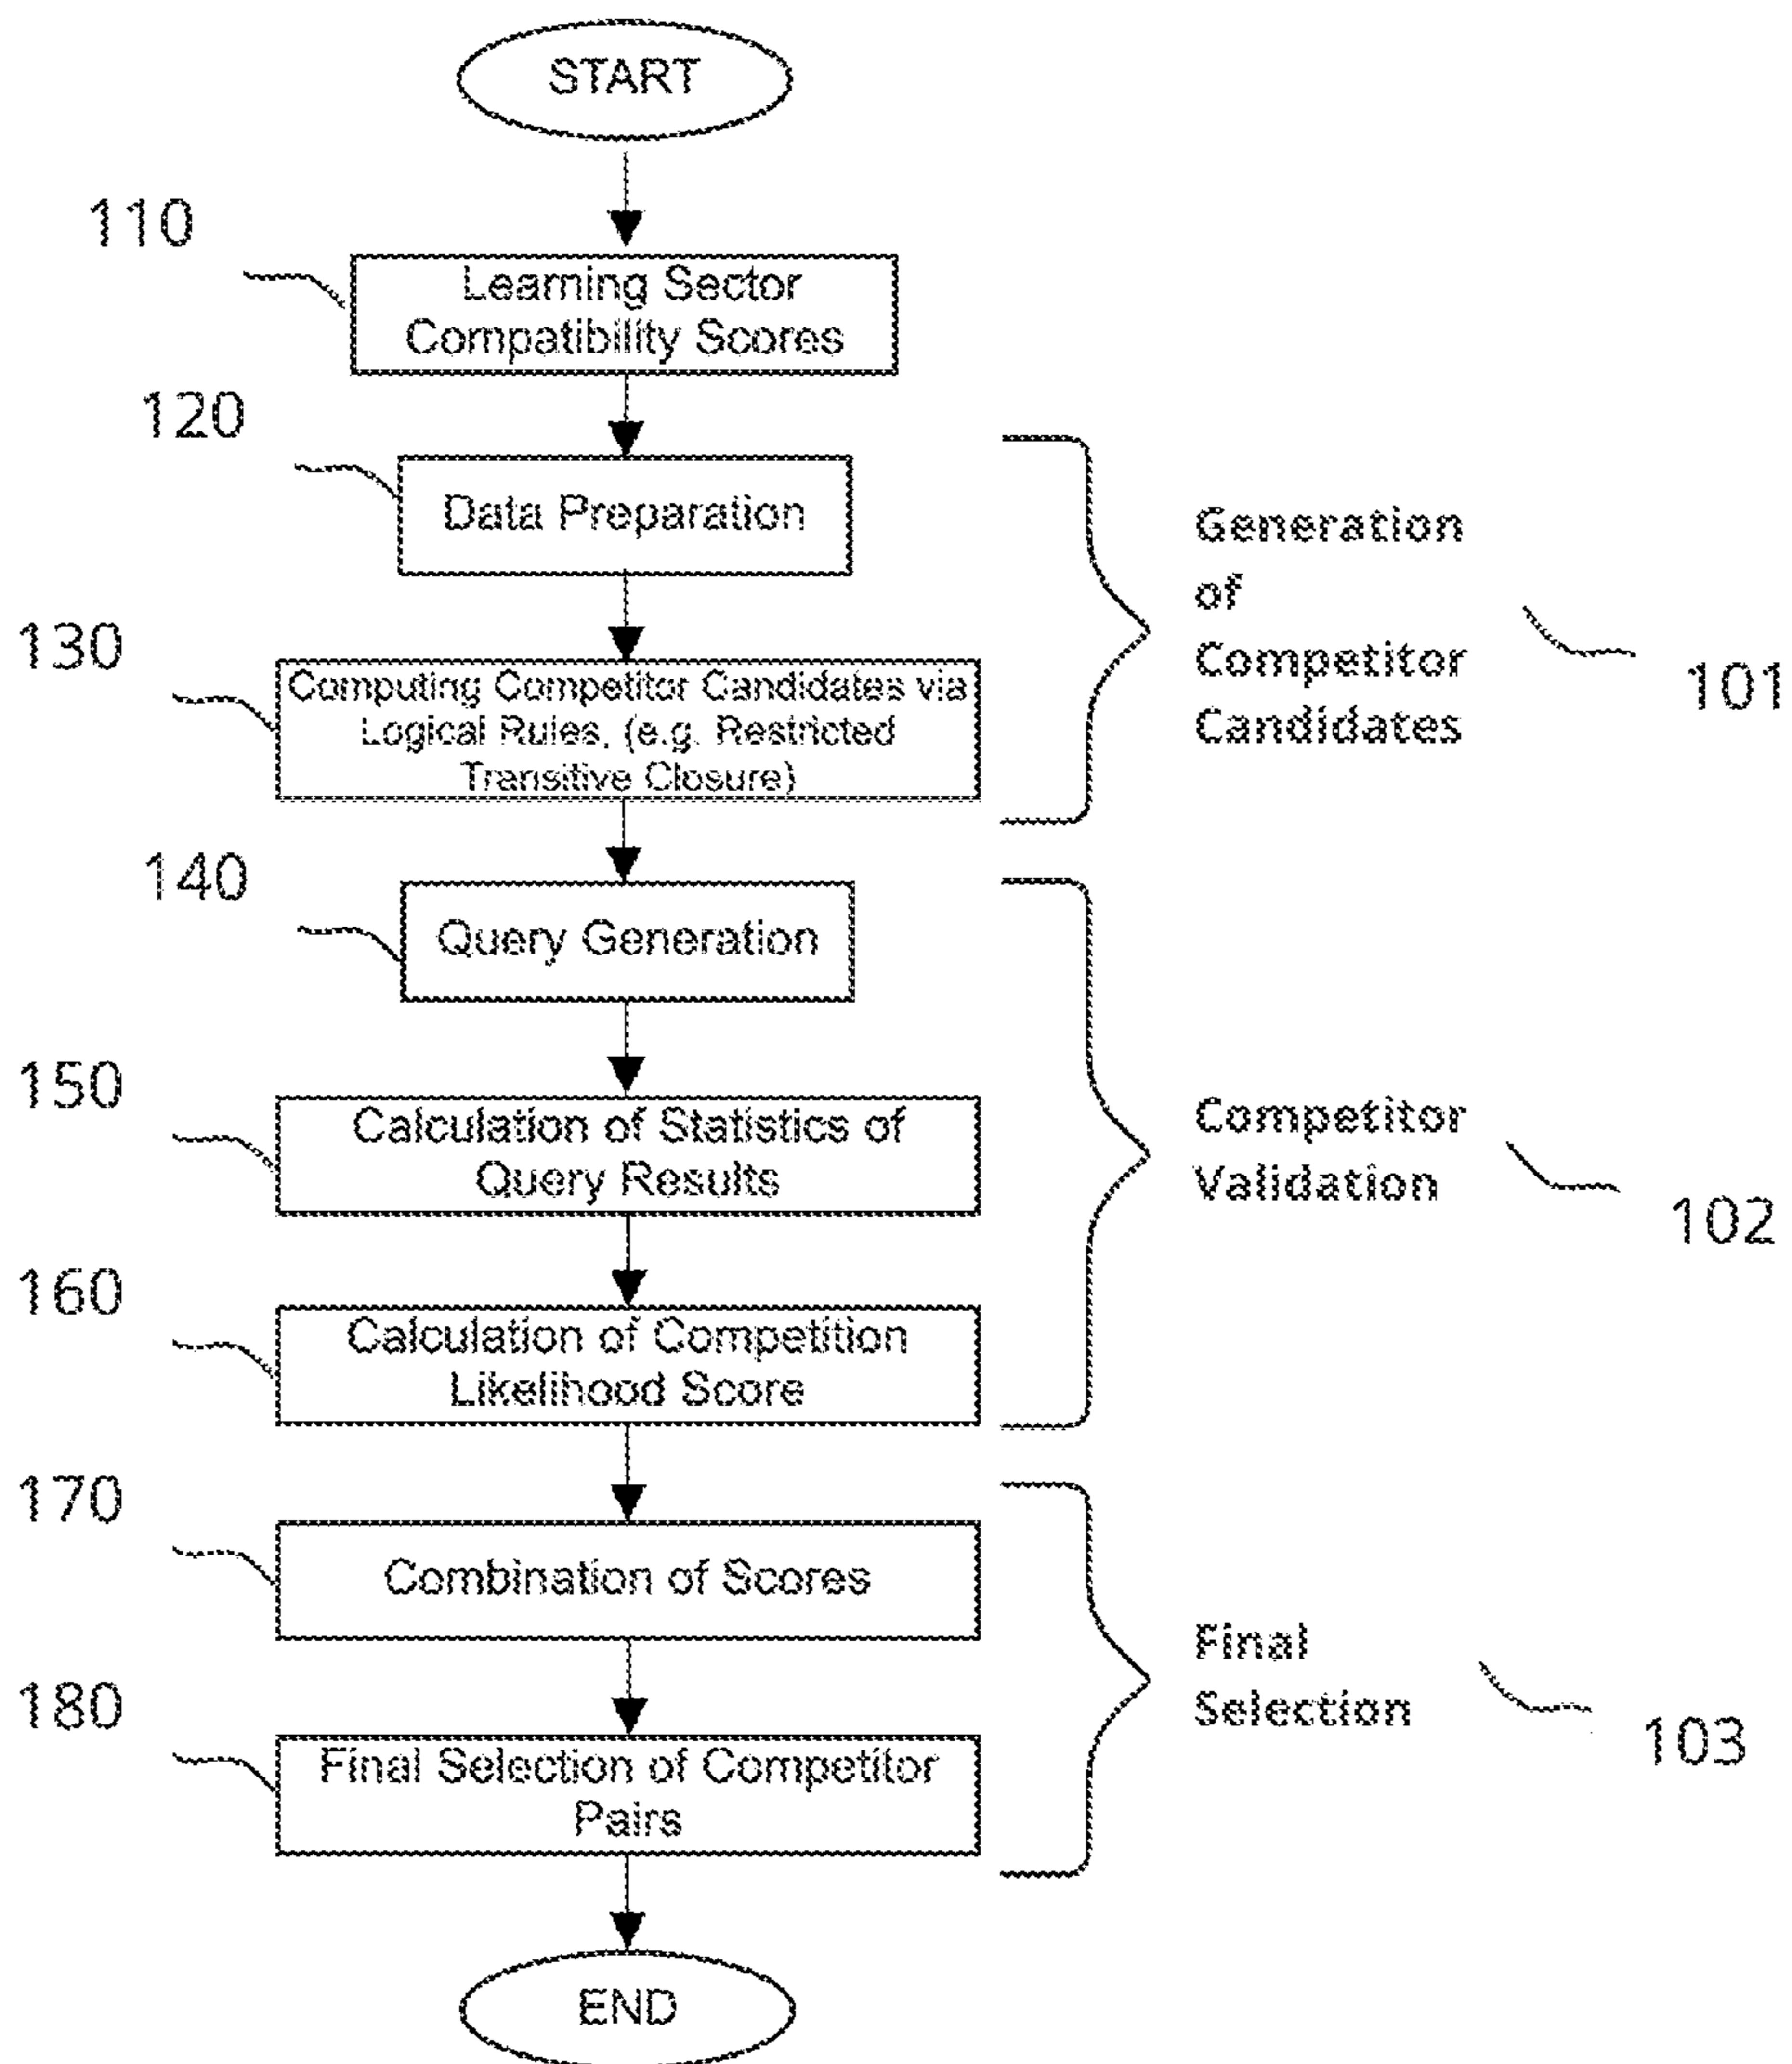 START
110
Learning Sector
Compatibility Scores
120
Data Preparation
130
Computing Competitor Candidates via
Logical Rules, (e.g. Restricted
Transitive Closure)
Generation
of
Competitor
Candidates
101
140
Query Generation
150
Calculation of Statistics of
Query Results
160
Calculation of Competition
Likelihood Score
Competitor
Validation
102
170
Combination of Scores
180
Final Selection of Competitor
Pairs
Final
Selection
103
END